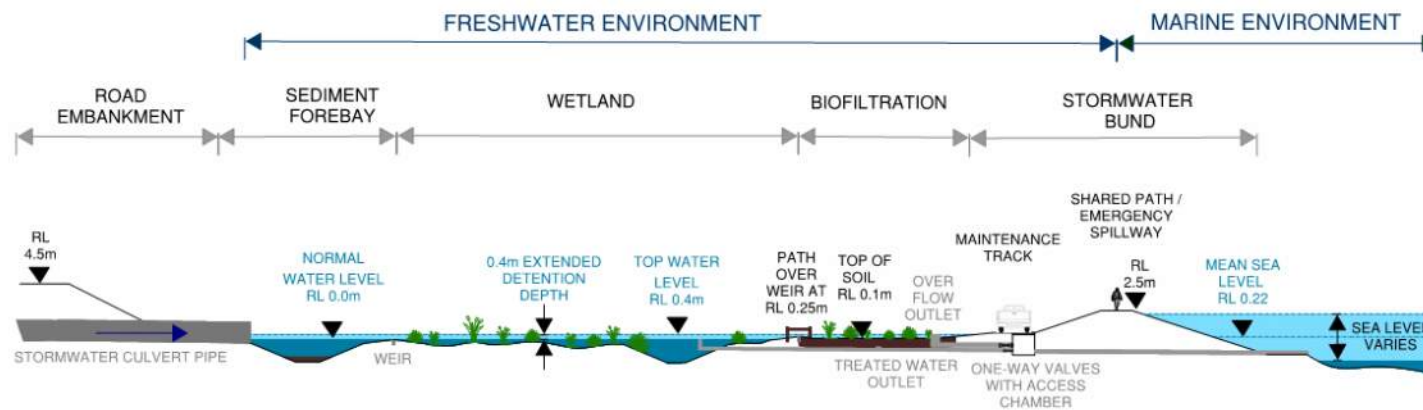 FRESHWATER ENVIRONMENT
MARINE ENVIRONMENT
ROAD
EMBANKMENT
SEDIMENT
FOREBAY
WETLAND
BIOFILTRATION
STORMWATER
BUND
RL
4.5m
NORMAL
WATER LEVEL
RL 0.0m
0.4m EXTENDED
DETENTION
DEPTH
TOP WATER
LEVEL
RL 0.4m
PATH
OVER
WEIR AT
RL 0.25m
TOP OF
SOIL
RL 0.1m
OVER
FLOW
OUTLET
MAINTENANCE
TRACK
SHARED PATH /
EMERGENCY
SPILLWAY
RL
2.5m
MEAN SEA
LEVEL
RL 0.22
SEA LEVEL
VARIES
STORMWATER CULVERT PIPE
WEIR
TREATED WATER
OUTLET
ONE-WAY VALVES
WITH ACCESS
CHAMBER